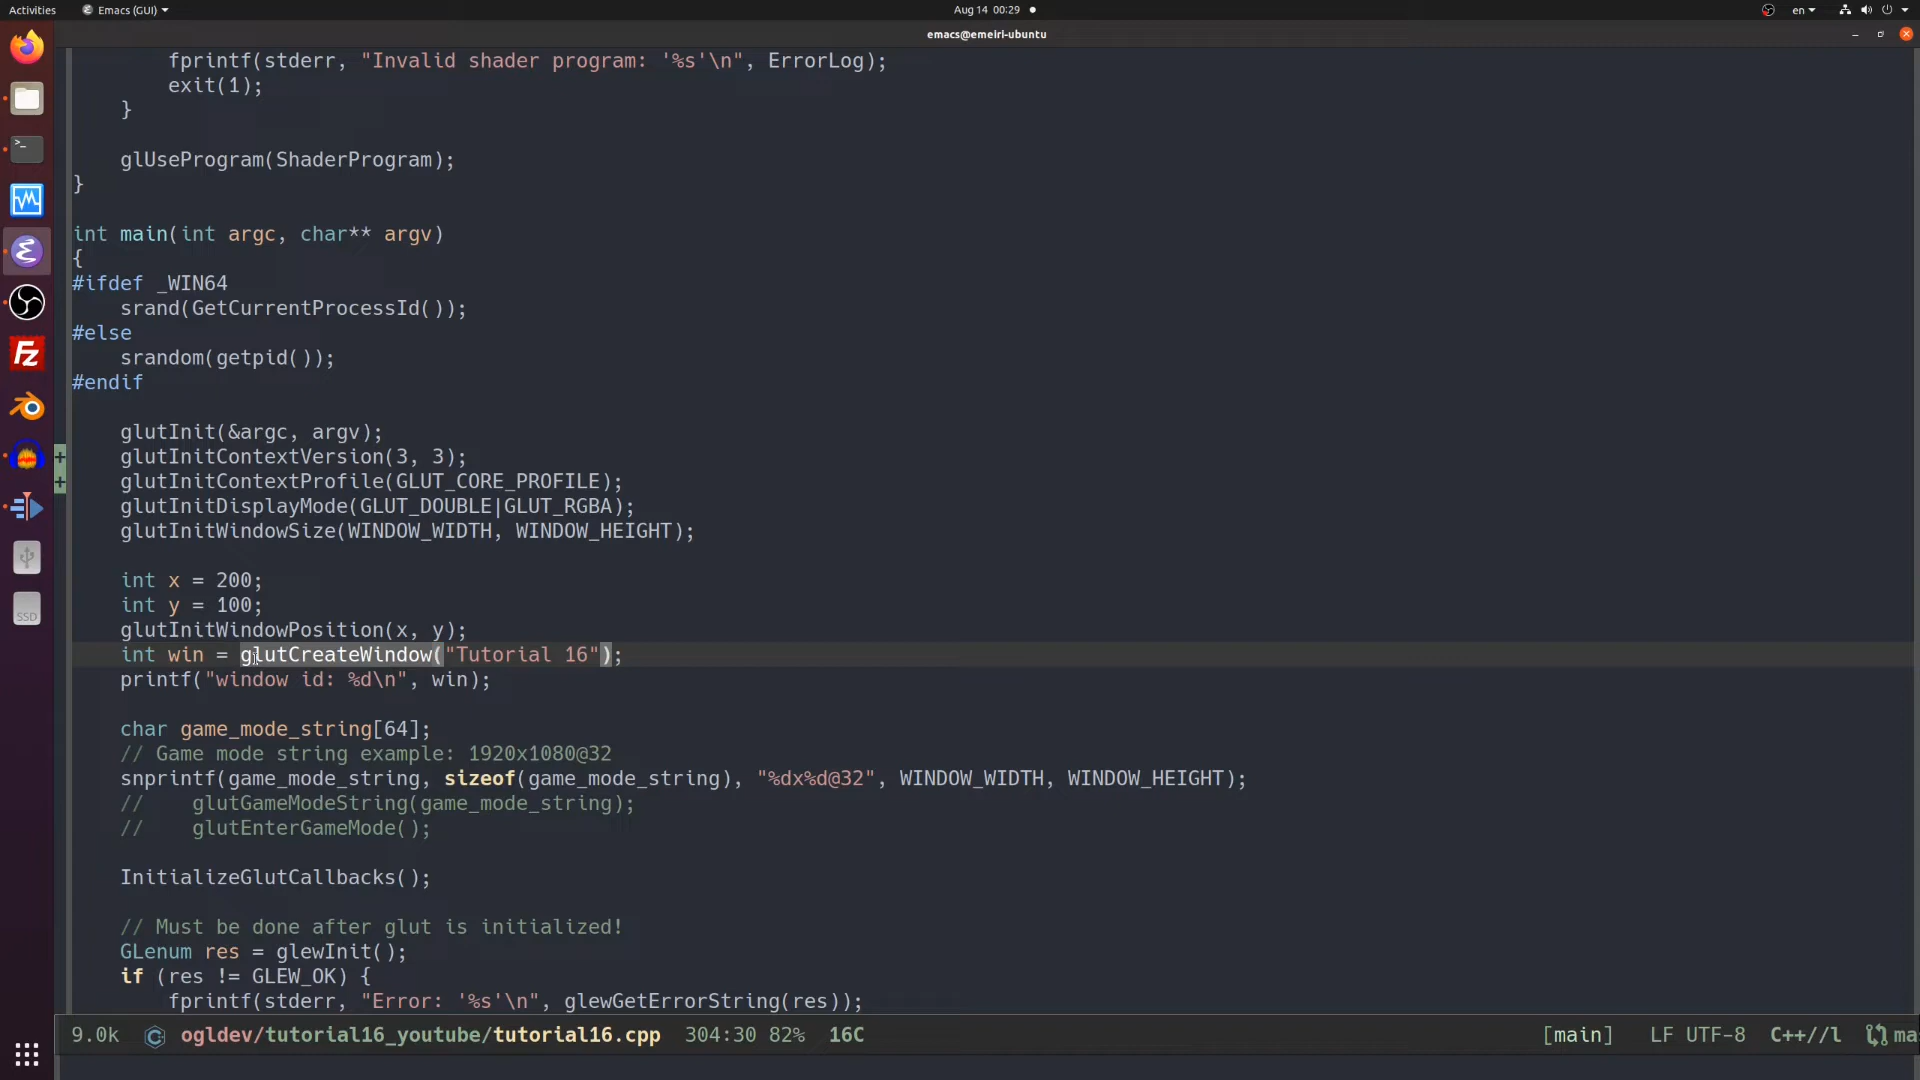 Activities Emacs (GUI) Aug 14 00:29 en
emacs@emeiri-ubuntu
        fprintf(stderr, "Invalid shader program: '%s'\n", ErrorLog);
        exit(1);
    }
    glUseProgram(ShaderProgram);
}
int main(int argc, char** argv)
{
#ifdef _WIN64
    srand(GetCurrentProcessId());
#else
    srandom(getpid());
#endif
    glutInit(&argc, argv);
+   glutInitContextVersion(3, 3);
+   glutInitContextProfile(GLUT_CORE_PROFILE);
    glutInitDisplayMode(GLUT_DOUBLE|GLUT_RGBA);
    glutInitWindowSize(WINDOW_WIDTH, WINDOW_HEIGHT);
    int x = 200;
    int y = 100;
    glutInitWindowPosition(x, y);
    int win = glutCreateWindow("Tutorial 16");
    printf("window id: %d\n", win);
    char game_mode_string[64];
    // Game mode string example: 1920x1080@32
    snprintf(game_mode_string, sizeof(game_mode_string), "%dx%d@32", WINDOW_WIDTH, WINDOW_HEIGHT);
    //    glutGameModeString(game_mode_string);
    //    glutEnterGameMode();
    InitializeGlutCallbacks();
    // Must be done after glut is initialized!
    GLenum res = glewInit();
    if (res != GLEW_OK) {
        fprintf(stderr, "Error: '%s'\n", glewGetErrorString(res));
9.0k ogldev/tutorial16_youtube/tutorial16.cpp 304:30 82% 16C [main] LF UTF-8 C++//l ma
Fz
SSD